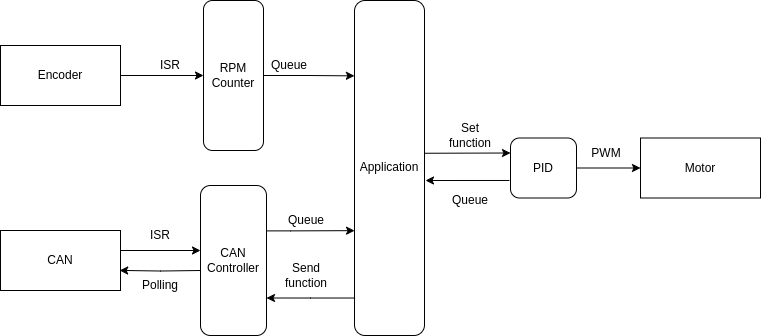 Encoder
ISR
RPM
Counter
Queue
Application
Set
function
PID
PWM
Motor
Queue
CAN
ISR
Polling
CAN
Controller
Queue
Send
function